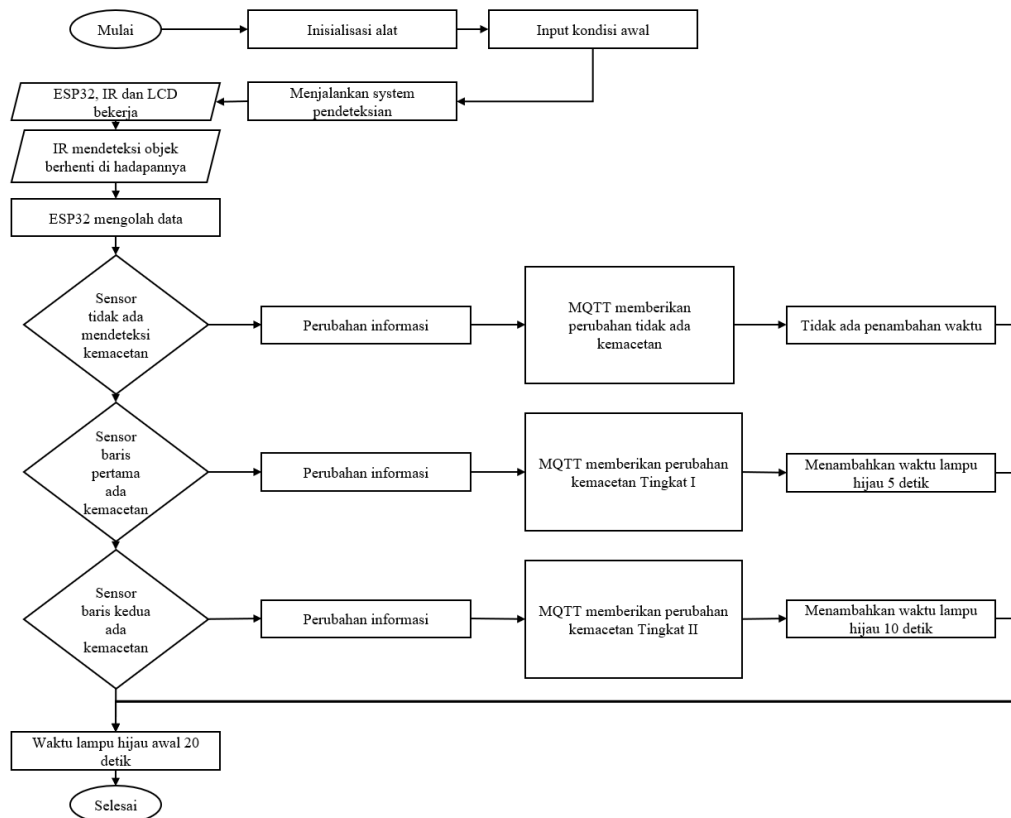 Mulai
Inisialisasi alat
Input kondisi awal
ESP32, IR dan LCD
bekerja
Menjalankan system
pendeteksian
IR mendeteksi objek
berhenti di hadapannya
ESP32 mengolah data
Sensor
tidak ada
mendeteksi
kemacetan
Perubahan informasi
MQTT memberikan
perubahan tidak ada
kemacetan
Tidak ada penambahan waktu
Sensor
baris
pertama
ada
kemacetan
Perubahan informasi
MQTT memberikan perubahan
kemacetan Tingkat I
Menambahkan waktu lampu
hijau 5 detik
Sensor
baris kedua
ada
kemacetan
Perubahan informasi
MQTT memberikan perubahan
kemacetan Tingkat II
Menambahkan waktu lampu
hijau 10 detik
Waktu lampu hijau awal 20
detik
Selesai